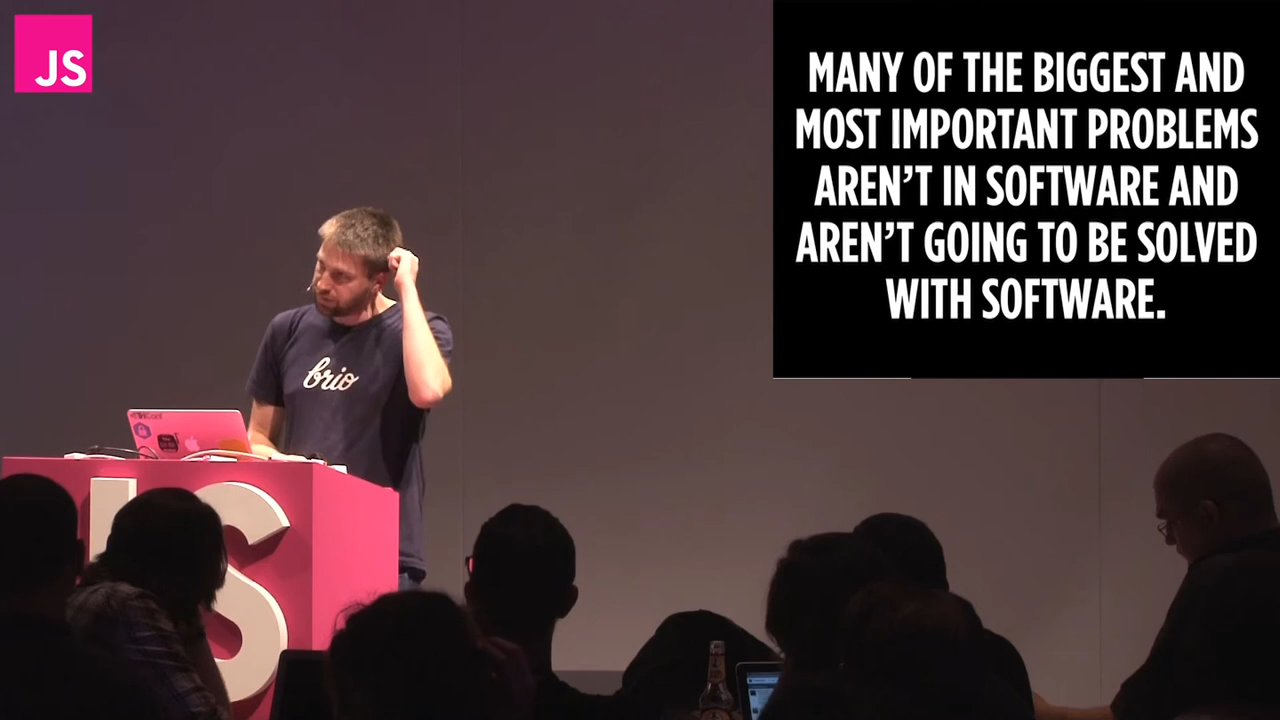 JS
MANY OF THE BIGGEST AND
MOST IMPORTANT PROBLEMS
AREN'T IN SOFTWARE AND
AREN'T GOING TO BE SOLVED
WITH SOFTWARE.
brio
JS